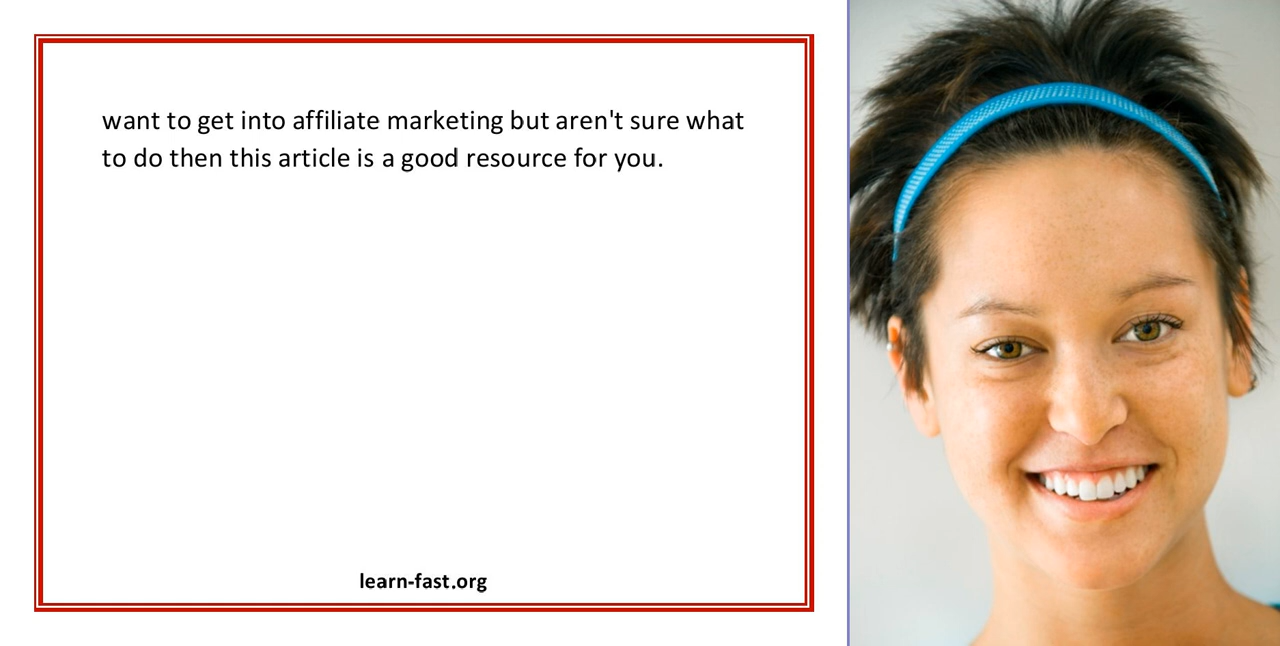 want to get into affiliate marketing but aren't sure what
to do then this article is a good resource for you.
learn-fast.org